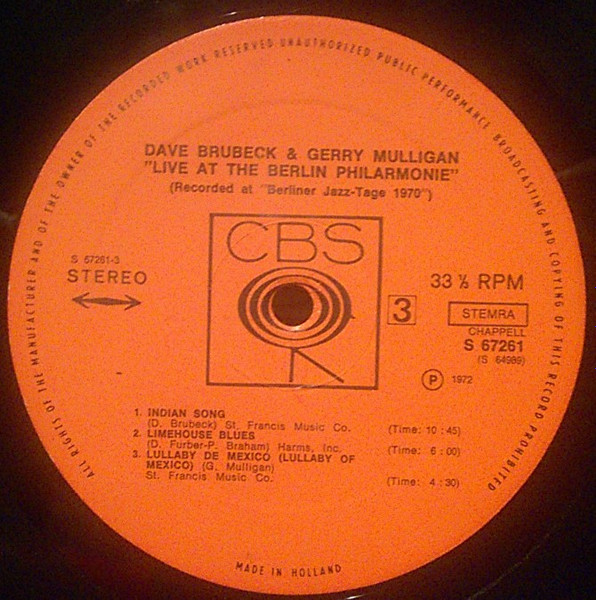 ALL RIGHTS OF THE MANUFACTURER AND OF THE OWNER OF THE RECORDED WORK RESERVED UNAUTHORIZED PUBLIC PERFORMANCE BROADCASTING AND COPYING OF THIS RECORD PROHIBITED
DAVE BRUBECK & GERRY MULLIGAN
"LIVE AT THE BERLIN PHILARMONIE"
(Recorded at "Berliner Jazz-Tage 1970")
CBS
S 67261-3
STEREO
33⅓ RPM
3
STEMRA
CHAPPELL
S 67261
(S 64989)
℗ 1972
1. INDIAN SONG
(D. Brubeck) St. Francis Music Co. (Time: 10:45)
2. LIMEHOUSE BLUES
(D. Furber-P. Braham) Harms, Inc. (Time: 6:00)
3. LULLABY DE MEXICO (LULLABY OF
MEXICO) (G. Mulligan)
St. Francis Music Co. (Time: 4:30)
MADE IN HOLLAND